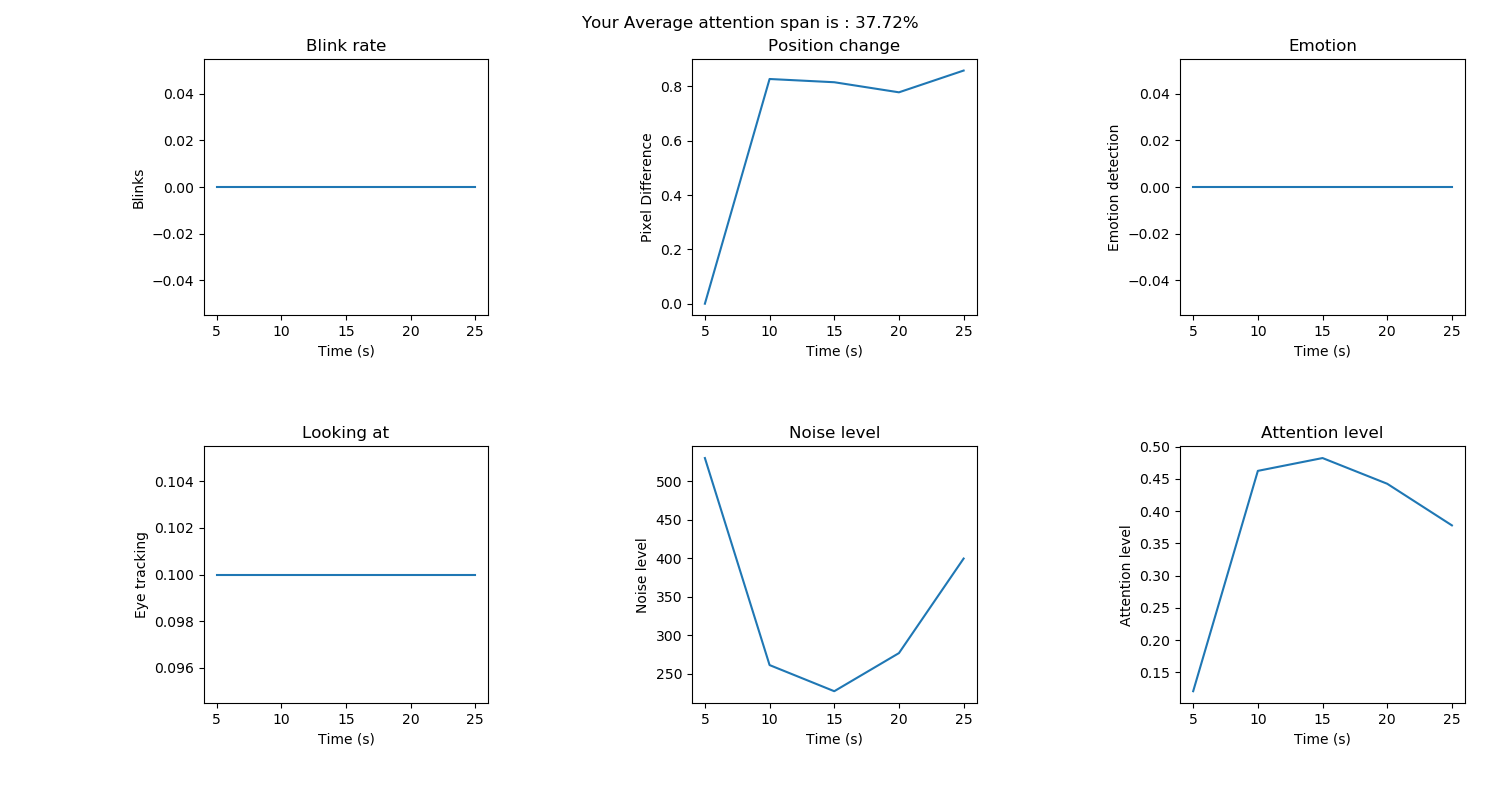 Your Average attention span is : 37.72%
Blink rate
Blinks
0.04
0.02
0.00
−0.02
−0.04
5 10 15 20 25
Time (s)
Position change
Pixel Difference
0.8
0.6
0.4
0.2
0.0
5 10 15 20 25
Time (s)
Emotion
Emotion detection
0.04
0.02
0.00
−0.02
−0.04
5 10 15 20 25
Time (s)
Looking at
Eye tracking
0.104
0.102
0.100
0.098
0.096
5 10 15 20 25
Time (s)
Noise level
Noise level
500
450
400
350
300
250
5 10 15 20 25
Time (s)
Attention level
Attention level
0.50
0.45
0.40
0.35
0.30
0.25
0.20
0.15
5 10 15 20 25
Time (s)